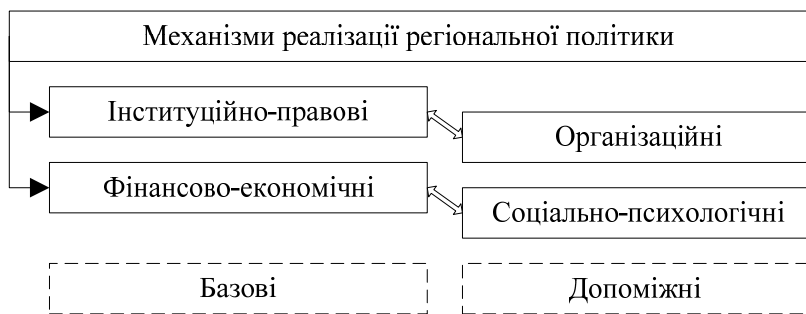 Механізми реалізації регіональної політики
Інституційно-правові
Організаційні
Фінансово-економічні
Соціально-психологічні
Базові
Допоміжні